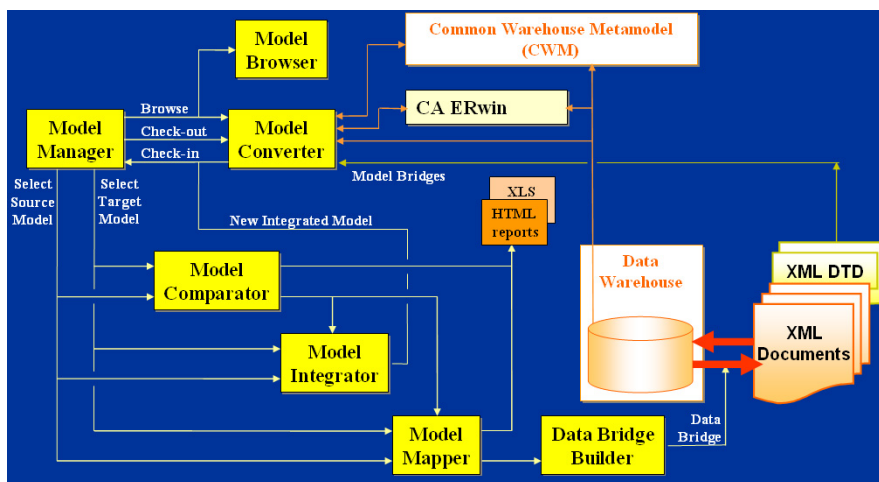 Model
Browser
Common Warehouse Metamodel
(CWM)
Browse
CA ERwin
Model
Manager
Check-out
Model
Converter
Check-in
Model Bridges
Select
Source
Model
Select
Target
Model
XLS
HTML
reports
New Integrated Model
Data
Warehouse
XML DTD
Model
Comparator
XML
Documents
Model
Integrator
Model
Mapper
Data Bridge
Builder
Data
Bridge